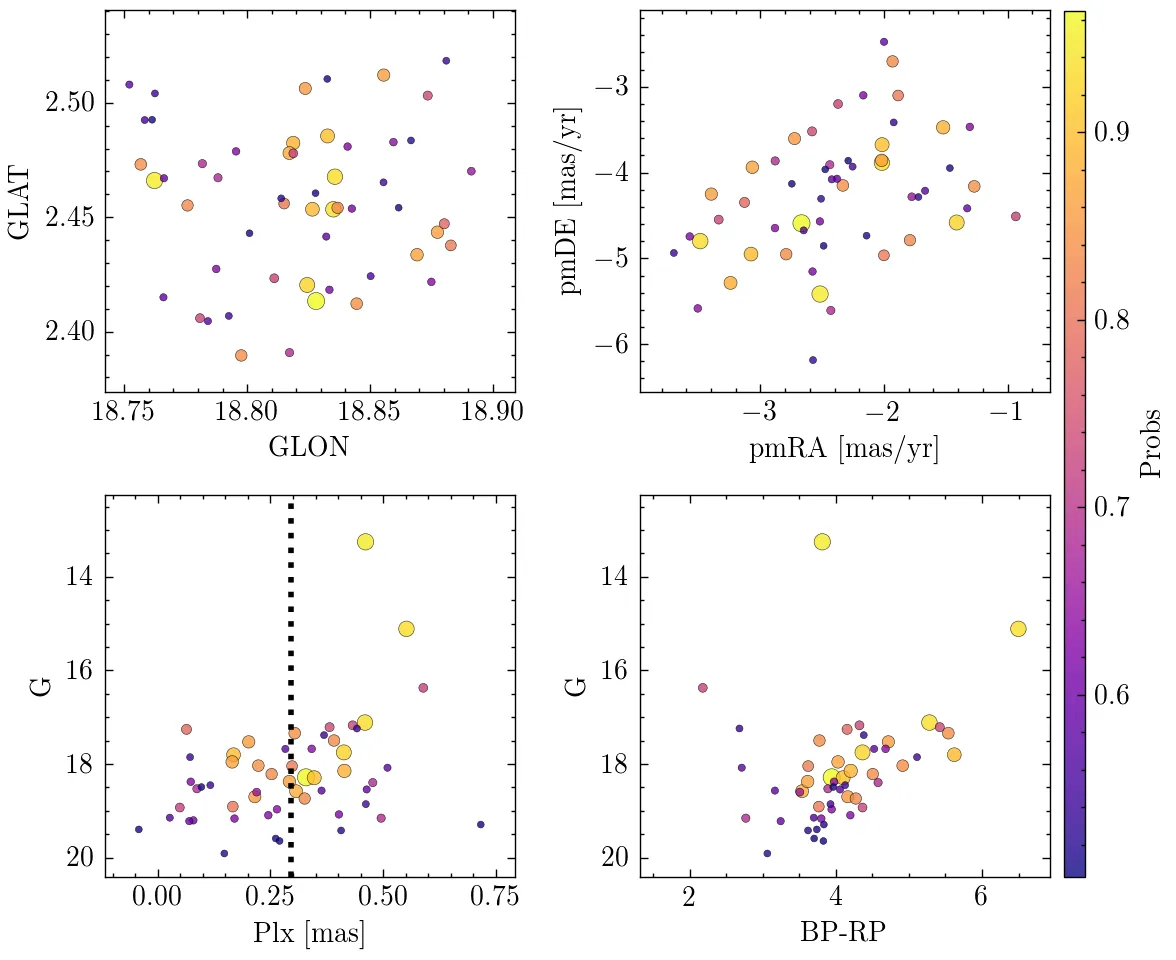 GLAT
2.50
2.45
2.40
18.75 18.80 18.85 18.90
GLON
pmDE [mas/yr]
−3
−4
−5
−6
−3 −2 −1
pmRA [mas/yr]
G
14
16
18
20
0.00 0.25 0.50 0.75
Plx [mas]
G
14
16
18
20
2 4 6
BP-RP
0.9
0.8
0.7
0.6
Probs